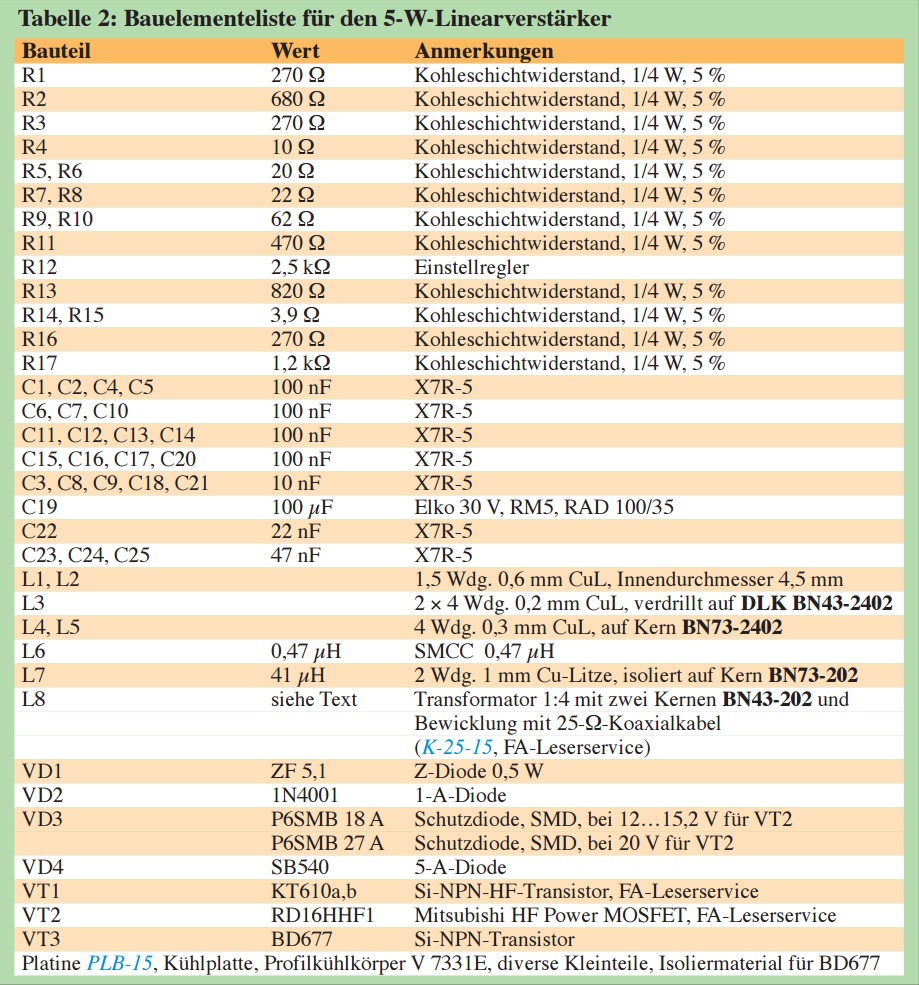 Tabelle 2: Bauelementeliste für den 5-W-Linearverstärker
Bauteil Wert Anmerkungen
R1 270 Ω Kohleschichtwiderstand, 1/4 W, 5 %
R2 680 Ω Kohleschichtwiderstand, 1/4 W, 5 %
R3 270 Ω Kohleschichtwiderstand, 1/4 W, 5 %
R4 10 Ω Kohleschichtwiderstand, 1/4 W, 5 %
R5, R6 20 Ω Kohleschichtwiderstand, 1/4 W, 5 %
R7, R8 22 Ω Kohleschichtwiderstand, 1/4 W, 5 %
R9, R10 62 Ω Kohleschichtwiderstand, 1/4 W, 5 %
R11 470 Ω Kohleschichtwiderstand, 1/4 W, 5 %
R12 2,5 kΩ Einstellregler
R13 820 Ω Kohleschichtwiderstand, 1/4 W, 5 %
R14, R15 3,9 Ω Kohleschichtwiderstand, 1/4 W, 5 %
R16 270 Ω Kohleschichtwiderstand, 1/4 W, 5 %
R17 1,2 kΩ Kohleschichtwiderstand, 1/4 W, 5 %
C1, C2, C4, C5 100 nF X7R-5
C6, C7, C10 100 nF X7R-5
C11, C12, C13, C14 100 nF X7R-5
C15, C16, C17, C20 100 nF X7R-5
C3, C8, C9, C18, C21 10 nF X7R-5
C19 100 µF Elko 30 V, RM5, RAD 100/35
C22 22 nF X7R-5
C23, C24, C25 47 nF X7R-5
L1, L2 1,5 Wdg. 0,6 mm CuL, Innendurchmesser 4,5 mm
L3 2 × 4 Wdg. 0,2 mm CuL, verdrillt auf DLK BN43-2402
L4, L5 4 Wdg. 0,3 mm CuL, auf Kern BN73-2402
L6 0,47 µH SMCC 0,47 µH
L7 41 µH 2 Wdg. 1 mm Cu-Litze, isoliert auf Kern BN73-202
L8 siehe Text Transformator 1:4 mit zwei Kernen BN43-202 und
Bewicklung mit 25-Ω-Koaxialkabel
(K-25-15, FA-Leserservice)
VD1 ZF 5,1 Z-Diode 0,5 W
VD2 1N4001 1-A-Diode
VD3 P6SMB 18 A Schutzdiode, SMD, bei 12…15,2 V für VT2
P6SMB 27 A Schutzdiode, SMD, bei 20 V für VT2
VD4 SB540 5-A-Diode
VT1 KT610a,b Si-NPN-HF-Transistor, FA-Leserservice
VT2 RD16HHF1 Mitsubishi HF Power MOSFET, FA-Leserservice
VT3 BD677 Si-NPN-Transistor
Platine PLB-15, Kühlplatte, Profilkühlkörper V 7331E, diverse Kleinteile, Isoliermaterial für BD677